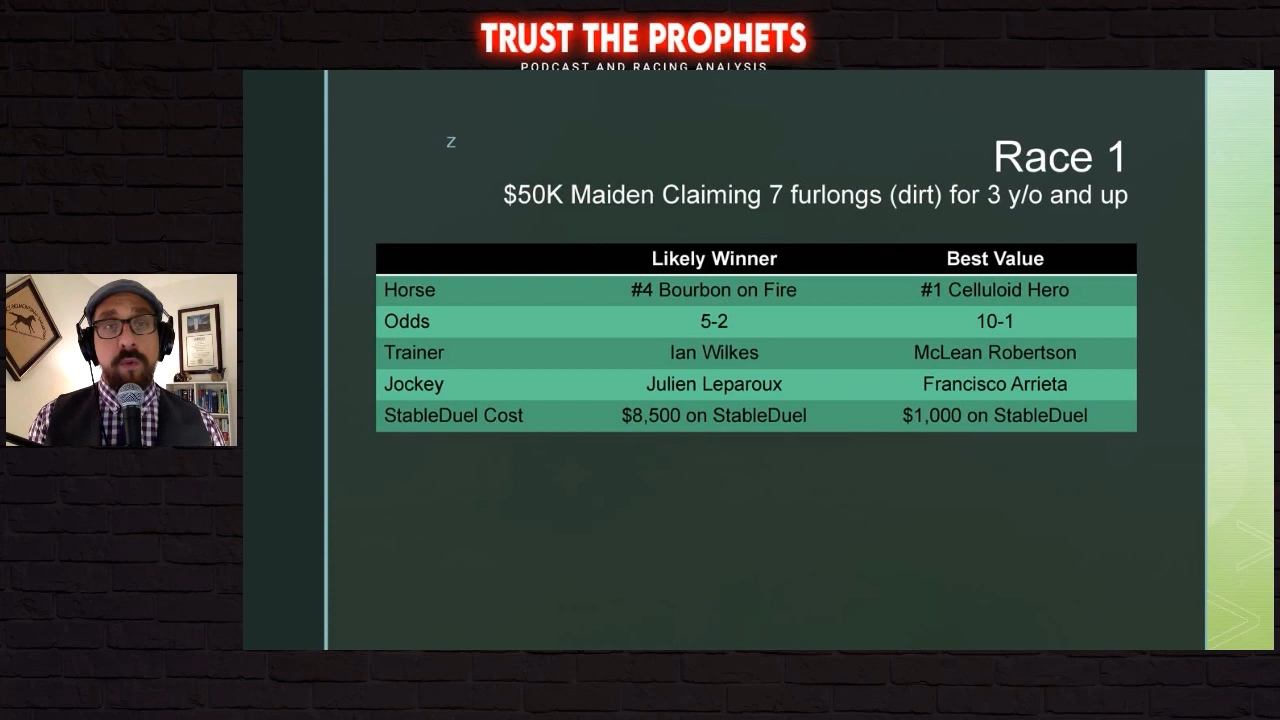 TRUST THE PROPHETS
PODCAST AND RACING ANALYSIS
z
Race 1
$50K Maiden Claiming 7 furlongs (dirt) for 3 y/o and up
Likely Winner Best Value
Horse #4 Bourbon on Fire #1 Celluloid Hero
Odds 5-2 10-1
Trainer Ian Wilkes McLean Robertson
Jockey Julien Leparoux Francisco Arrieta
StableDuel Cost $8,500 on StableDuel $1,000 on StableDuel